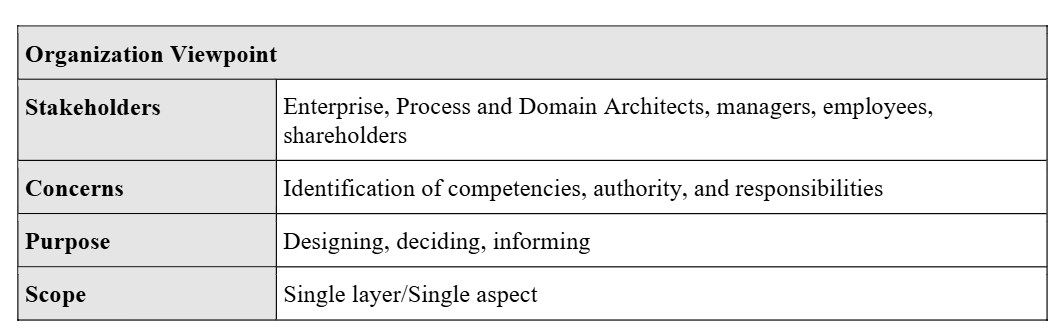 Organization Viewpoint
Stakeholders
Enterprise, Process and Domain Architects, managers, employees,
shareholders
Concerns
Identification of competencies, authority, and responsibilities
Purpose
Designing, deciding, informing
Scope
Single layer/Single aspect